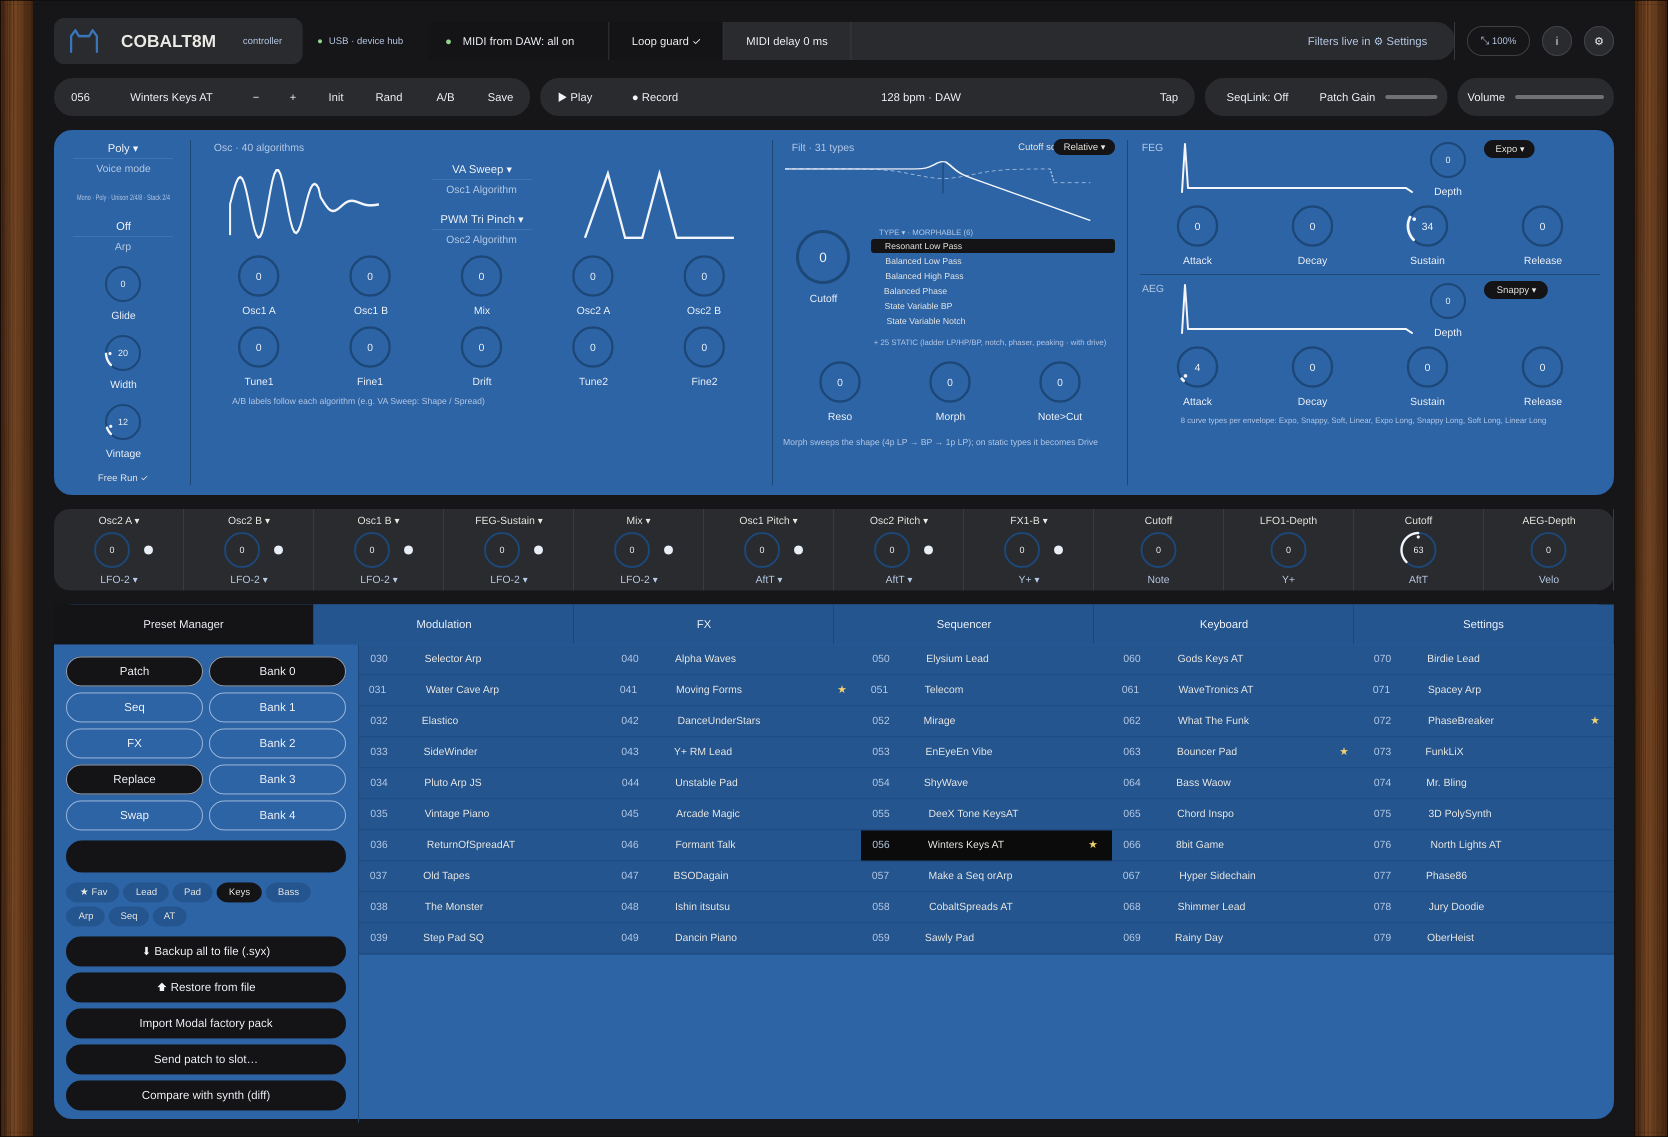 COBALT8M controller ● USB · device hub ● MIDI from DAW: all on Loop guard ✓ MIDI delay 0 ms Filters live in ⚙ Settings ⤡ 100% i ⚙
056 Winters Keys AT − + Init Rand A/B Save ▶ Play ● Record 128 bpm · DAW Tap SeqLink: Off Patch Gain Volume
Poly ▾
Voice mode
Mono · Poly · Unison 2/4/8 · Stack 2/4
Off
Arp
0
Glide
20
Width
12
Vintage
Free Run ✓
Osc · 40 algorithms
VA Sweep ▾
Osc1 Algorithm
PWM Tri Pinch ▾
Osc2 Algorithm
0 0 0 0 0
Osc1 A Osc1 B Mix Osc2 A Osc2 B
0 0 0 0 0
Tune1 Fine1 Drift Tune2 Fine2
A/B labels follow each algorithm (e.g. VA Sweep: Shape / Spread)
Filt · 31 types Cutoff sc Relative ▾
0
Cutoff
TYPE ▾ · MORPHABLE (6)
Resonant Low Pass
Balanced Low Pass
Balanced High Pass
Balanced Phase
State Variable BP
State Variable Notch
+ 25 STATIC (ladder LP/HP/BP, notch, phaser, peaking · with drive)
0 0 0
Reso Morph Note>Cut
Morph sweeps the shape (4p LP → BP → 1p LP); on static types it becomes Drive
FEG 0 Expo ▾
Depth
0 0 34 0
Attack Decay Sustain Release
AEG 0 Snappy ▾
Depth
4 0 0 0
Attack Decay Sustain Release
8 curve types per envelope: Expo, Snappy, Soft, Linear, Expo Long, Snappy Long, Soft Long, Linear Long
Osc2 A ▾ Osc2 B ▾ Osc1 B ▾ FEG-Sustain ▾ Mix ▾ Osc1 Pitch ▾ Osc2 Pitch ▾ FX1-B ▾ Cutoff LFO1-Depth Cutoff AEG-Depth
0 0 0 0 0 0 0 0 0 0 63 0
LFO-2 ▾ LFO-2 ▾ LFO-2 ▾ LFO-2 ▾ LFO-2 ▾ AftT ▾ AftT ▾ Y+ ▾ Note Y+ AftT Velo
Preset Manager Modulation FX Sequencer Keyboard Settings
Patch Bank 0
Seq Bank 1
FX Bank 2
Replace Bank 3
Swap Bank 4
★ Fav Lead Pad Keys Bass
Arp Seq AT
⬇ Backup all to file (.syx)
⬆ Restore from file
Import Modal factory pack
Send patch to slot…
Compare with synth (diff)
030 Selector Arp 040 Alpha Waves 050 Elysium Lead 060 Gods Keys AT 070 Birdie Lead
031 Water Cave Arp 041 Moving Forms ★ 051 Telecom 061 WaveTronics AT 071 Spacey Arp
032 Elastico 042 DanceUnderStars 052 Mirage 062 What The Funk 072 PhaseBreaker ★
033 SideWinder 043 Y+ RM Lead 053 EnEyeEn Vibe 063 Bouncer Pad ★ 073 FunkLiX
034 Pluto Arp JS 044 Unstable Pad 054 ShyWave 064 Bass Waow 074 Mr. Bling
035 Vintage Piano 045 Arcade Magic 055 DeeX Tone KeysAT 065 Chord Inspo 075 3D PolySynth
036 ReturnOfSpreadAT 046 Formant Talk 056 Winters Keys AT ★ 066 8bit Game 076 North Lights AT
037 Old Tapes 047 BSODagain 057 Make a Seq orArp 067 Hyper Sidechain 077 Phase86
038 The Monster 048 Ishin itsutsu 058 CobaltSpreads AT 068 Shimmer Lead 078 Jury Doodie
039 Step Pad SQ 049 Dancin Piano 059 Sawly Pad 069 Rainy Day 079 OberHeist